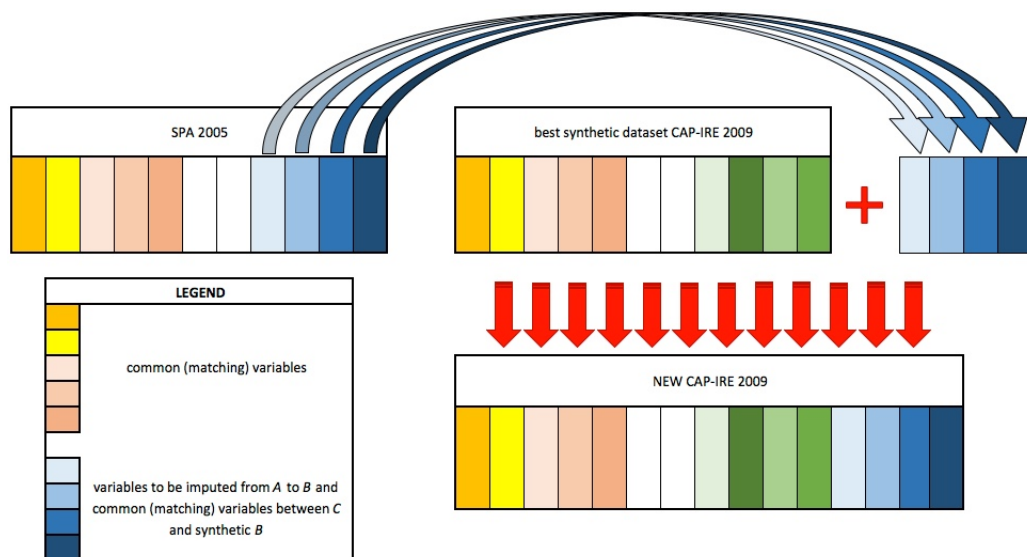 SPA 2005
best synthetic dataset CAP-IRE 2009
LEGEND
common (matching) variables
variables to be imputed from A to B and
common (matching) variables between C
and synthetic B
NEW CAP-IRE 2009